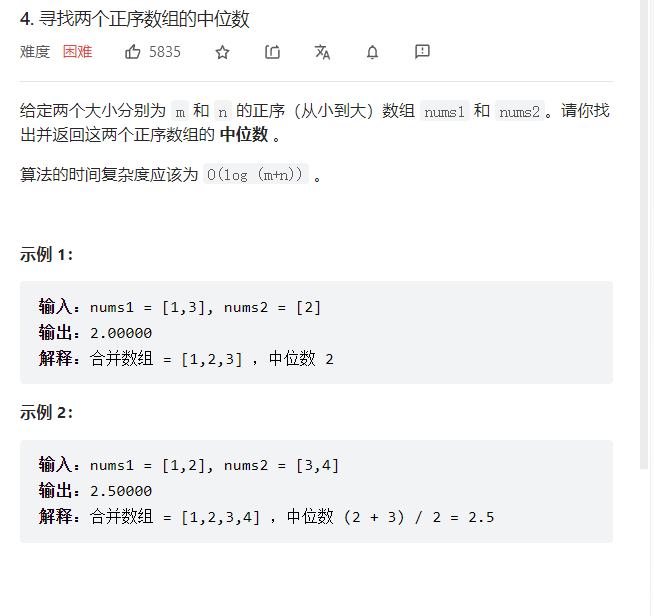 4. 寻找两个正序数组的中位数
难度 困难 5835
给定两个大小分别为 m 和 n 的正序（从小到大）数组 nums1 和 nums2。请你找
出并返回这两个正序数组的 中位数 。
算法的时间复杂度应该为 O(log (m+n)) 。
示例 1：
输入：nums1 = [1,3], nums2 = [2]
输出：2.00000
解释：合并数组 = [1,2,3] ，中位数 2
示例 2：
输入：nums1 = [1,2], nums2 = [3,4]
输出：2.50000
解释：合并数组 = [1,2,3,4] ，中位数 (2 + 3) / 2 = 2.5